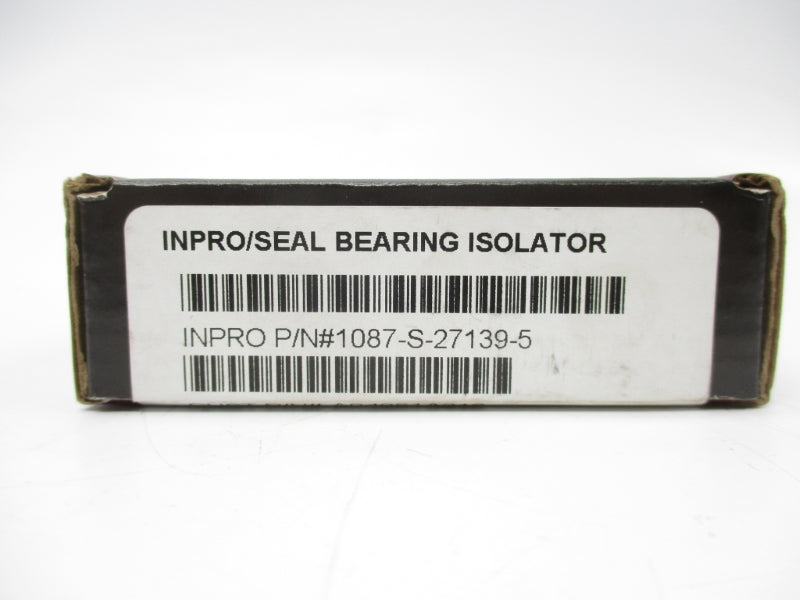 INPRO/SEAL BEARING ISOLATOR
INPRO P/N#1087-S-27139-5